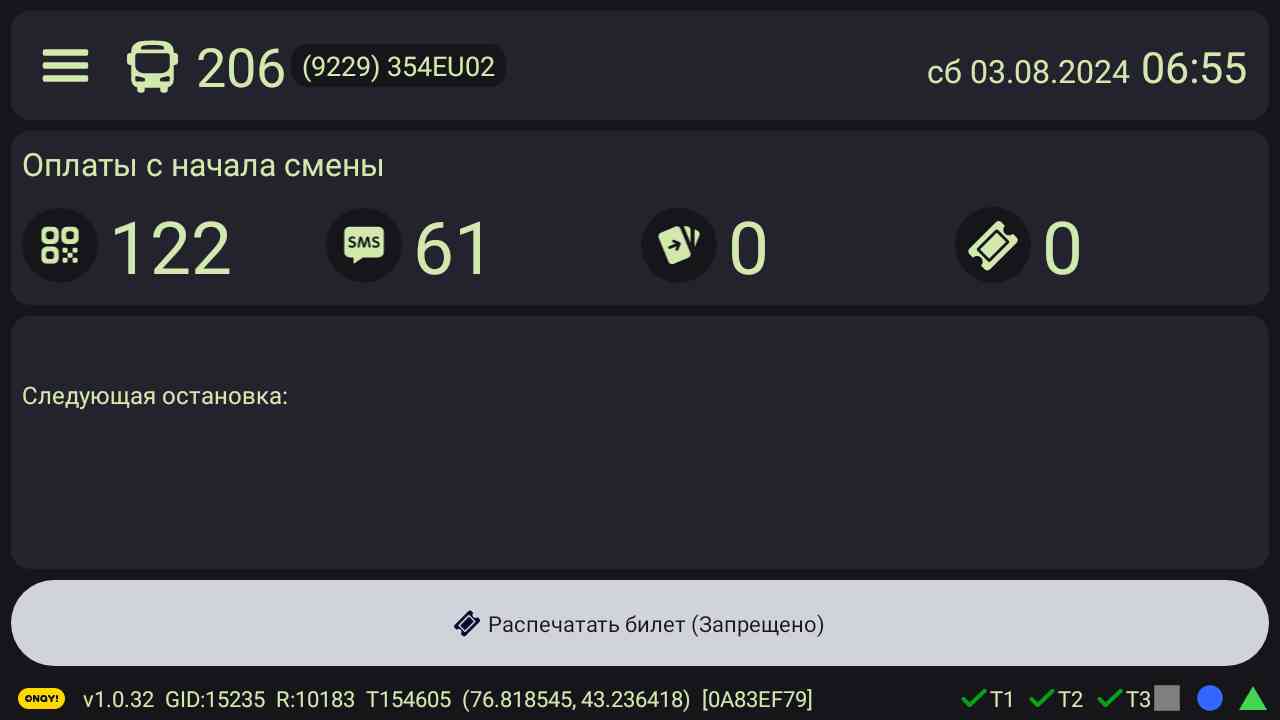 206 (9229) 354EU02 сб 03.08.2024 06:55
Оплаты с начала смены
122 SMS 61 0 0
Следующая остановка:
Распечатать билет (Запрещено)
ONAY! v1.0.32 GID:15235 R:10183 T154605 (76.818545, 43.236418) [0A83EF79] T1 T2 T3